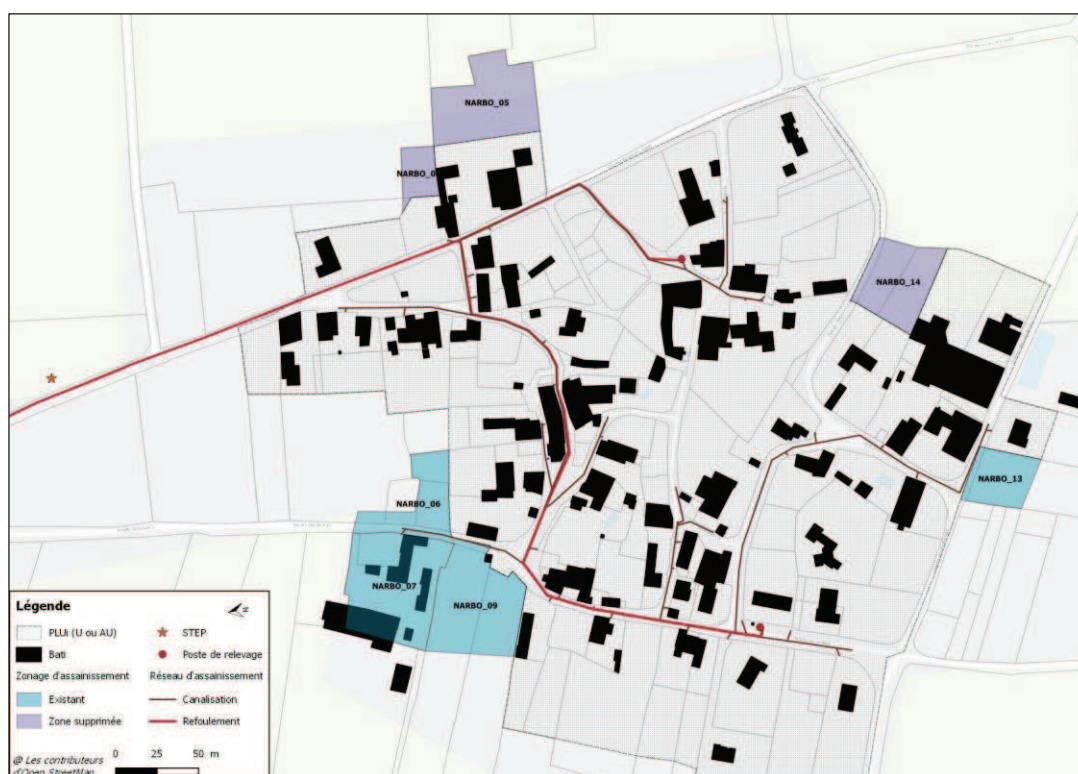 NARBO_05
NARBO_0
NARBO_14
NARBO_13
NARBO_06
NARBO_07
NARBO_09
Légende
N
PLUi (U ou AU)
STEP
Bati
Poste de relevage
Zonage d'assainissement
Réseau d'assainissement
Existant
Canalisation
Zone supprimée
Refoulement
0 25 50 m
@ Les contributeurs
d'Open StreetMap